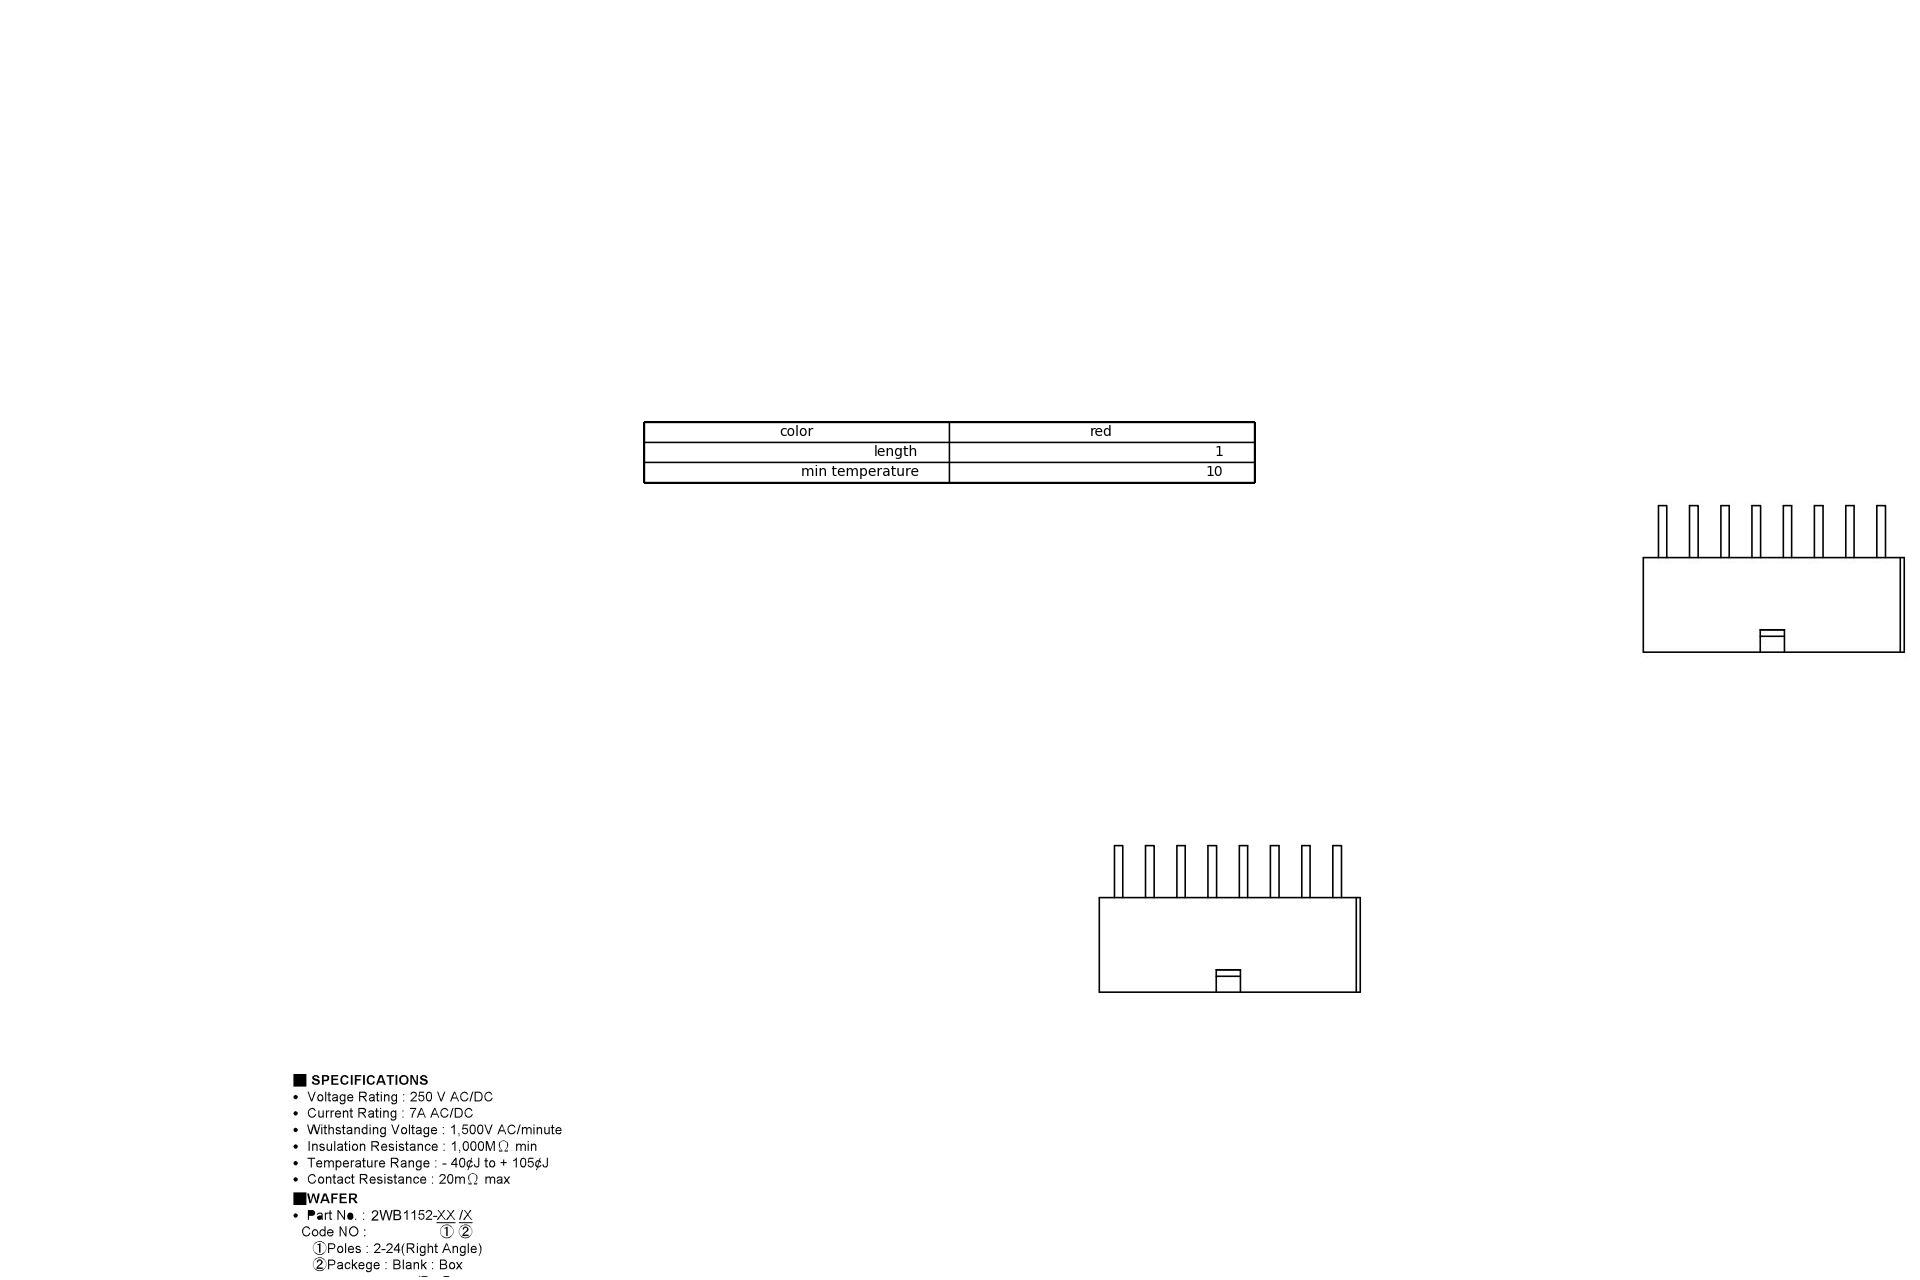 color red
length 1
min temperature 10
■ SPECIFICATIONS
• Voltage Rating : 250 V AC/DC
• Current Rating : 7A AC/DC
• Withstanding Voltage : 1,500V AC/minute
• Insulation Resistance : 1,000MΩ min
• Temperature Range : - 40¢J to + 105¢J
• Contact Resistance : 20mΩ max
■WAFER
• Part No. : 2WB1152-XX /X
Code NO : ① ②
①Poles : 2-24(Right Angle)
②Packege : Blank : Box